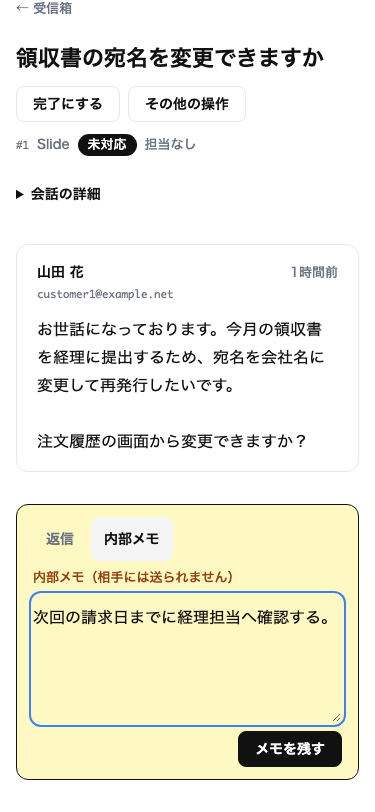 ← 受信箱
領収書の宛名を変更できますか
完了にする その他の操作
#1 Slide 未対応 担当なし
▶ 会話の詳細
山田 花 1時間前
customer1@example.net
お世話になっております。今月の領収書
を経理に提出するため、宛名を会社名に
変更して再発行したいです。
注文履歴の画面から変更できますか？
返信 内部メモ
内部メモ（相手には送られません）
次回の請求日までに経理担当へ確認する。
メモを残す